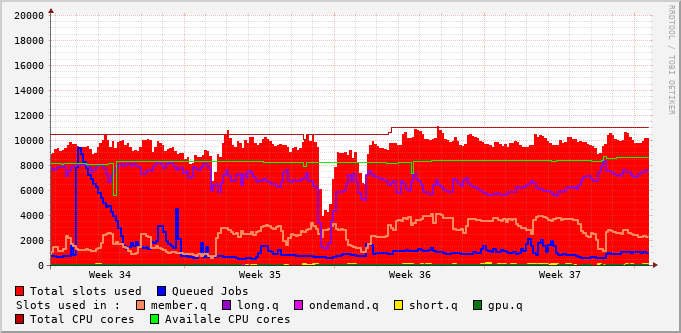 20000
18000
16000
14000
12000
10000
8000
6000
4000
2000
0
Week 34 Week 35 Week 36 Week 37
RRDTOOL / TOBI OETIKER
Total slots used Queued Jobs
Slots used in : member.q long.q ondemand.q short.q gpu.q
Total CPU cores Availale CPU cores